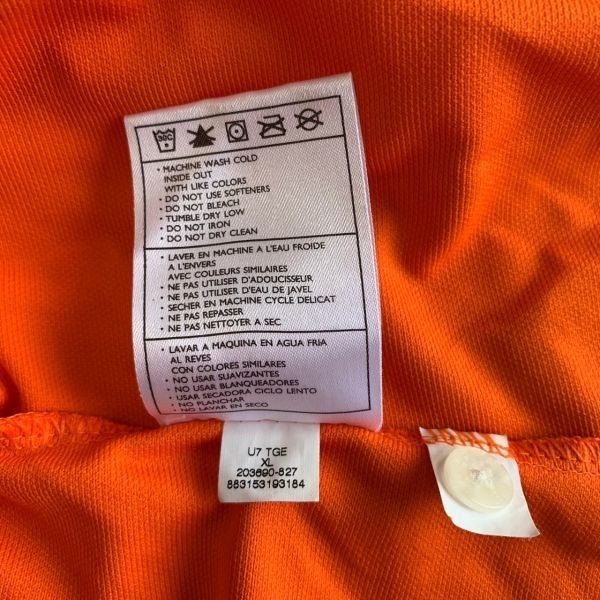 30C
• MACHINE WASH COLD
INSIDE OUT
WITH LIKE COLORS
• DO NOT USE SOFTENERS
• DO NOT BLEACH
• TUMBLE DRY LOW
• DO NOT IRON
• DO NOT DRY CLEAN
• LAVER EN MACHINE A L'EAU FROIDE
A L'ENVERS
AVEC COULEURS SIMILAIRES
• NE PAS UTILISER D'ADOUCISSEUR
• NE PAS UTILISER D'EAU DE JAVEL
• SECHER EN MACHINE CYCLE DELICAT
• NE PAS REPASSER
• NE PAS NETTOYER A SEC
• LAVAR A MAQUINA EN AGUA FRIA
AL REVES
CON COLORES SIMILARES
• NO USAR SUAVIZANTES
• NO USAR BLANQUEADORES
• USAR SECADORA CICLO LENTO
• NO PLANCHAR
• NO LAVAR EN SECO
U7 TGE
XL
203690-827
883153193184